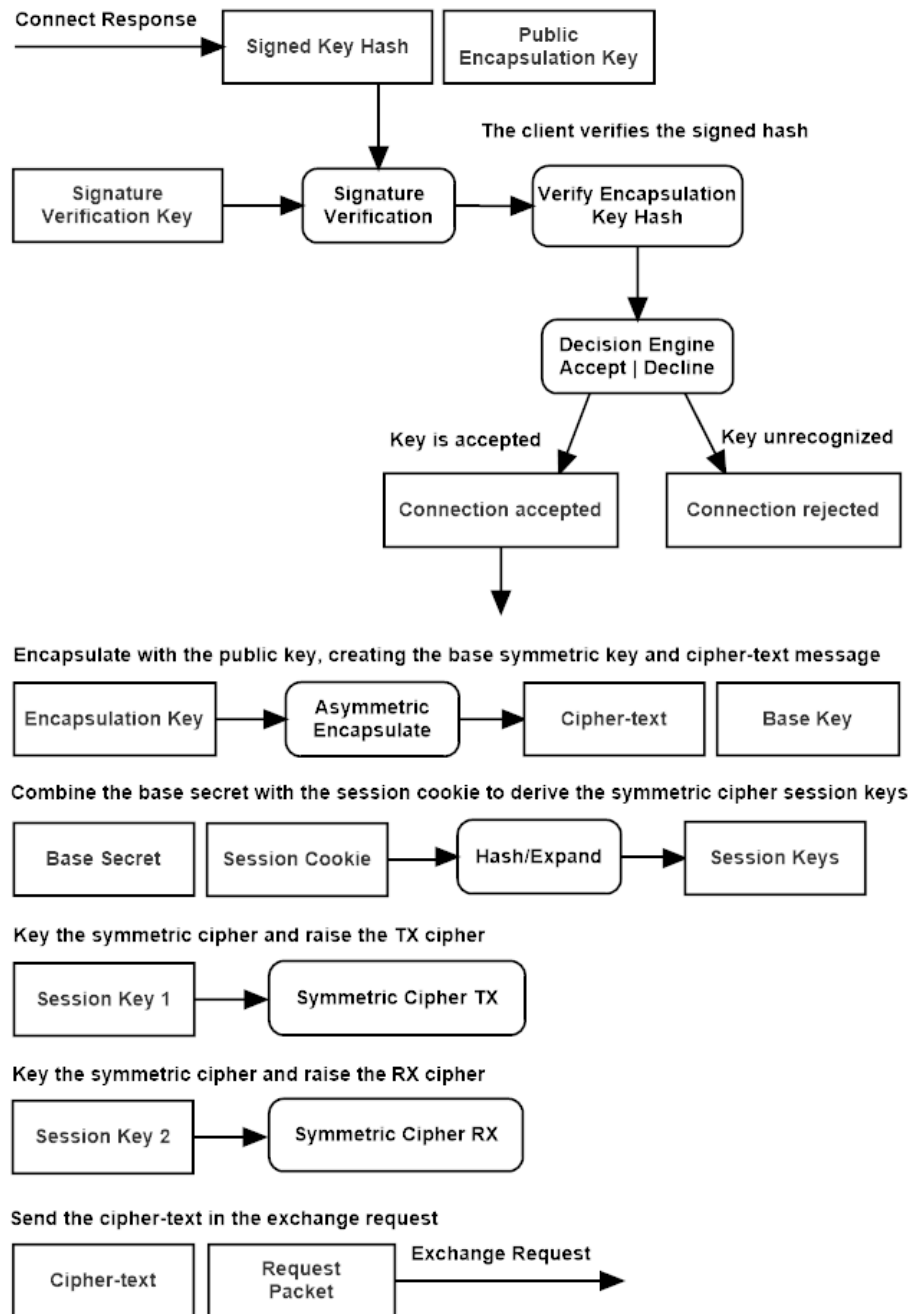 Connect Response
Signed Key Hash
Public
Encapsulation Key
The client verifies the signed hash
Signature
Verification Key
Signature
Verification
Verify Encapsulation
Key Hash
Decision Engine
Accept | Decline
Key is accepted
Key unrecognized
Connection accepted
Connection rejected
Encapsulate with the public key, creating the base symmetric key and cipher-text message
Encapsulation Key
Asymmetric
Encapsulate
Cipher-text
Base Key
Combine the base secret with the session cookie to derive the symmetric cipher session keys
Base Secret
Session Cookie
Hash/Expand
Session Keys
Key the symmetric cipher and raise the TX cipher
Session Key 1
Symmetric Cipher TX
Key the symmetric cipher and raise the RX cipher
Session Key 2
Symmetric Cipher RX
Send the cipher-text in the exchange request
Cipher-text
Request
Packet
Exchange Request